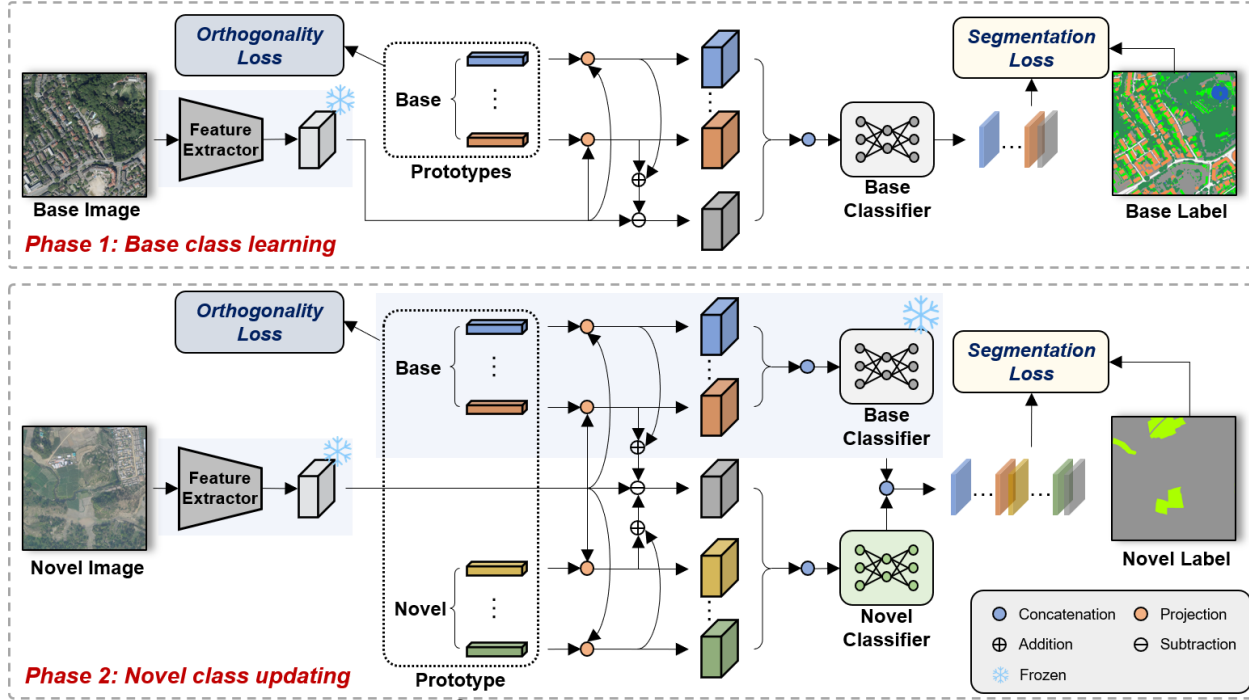 Orthogonality
Loss
Segmentation
Loss
Base
Feature
Extractor
Prototypes
Base
Classifier
Base Image
Base Label
Phase 1: Base class learning
Orthogonality
Loss
Segmentation
Loss
Base
Base
Classifier
Feature
Extractor
Novel Image
Novel Label
Novel
Novel
Classifier
Prototype
Phase 2: Novel class updating
Concatenation
Projection
Addition
Subtraction
Frozen